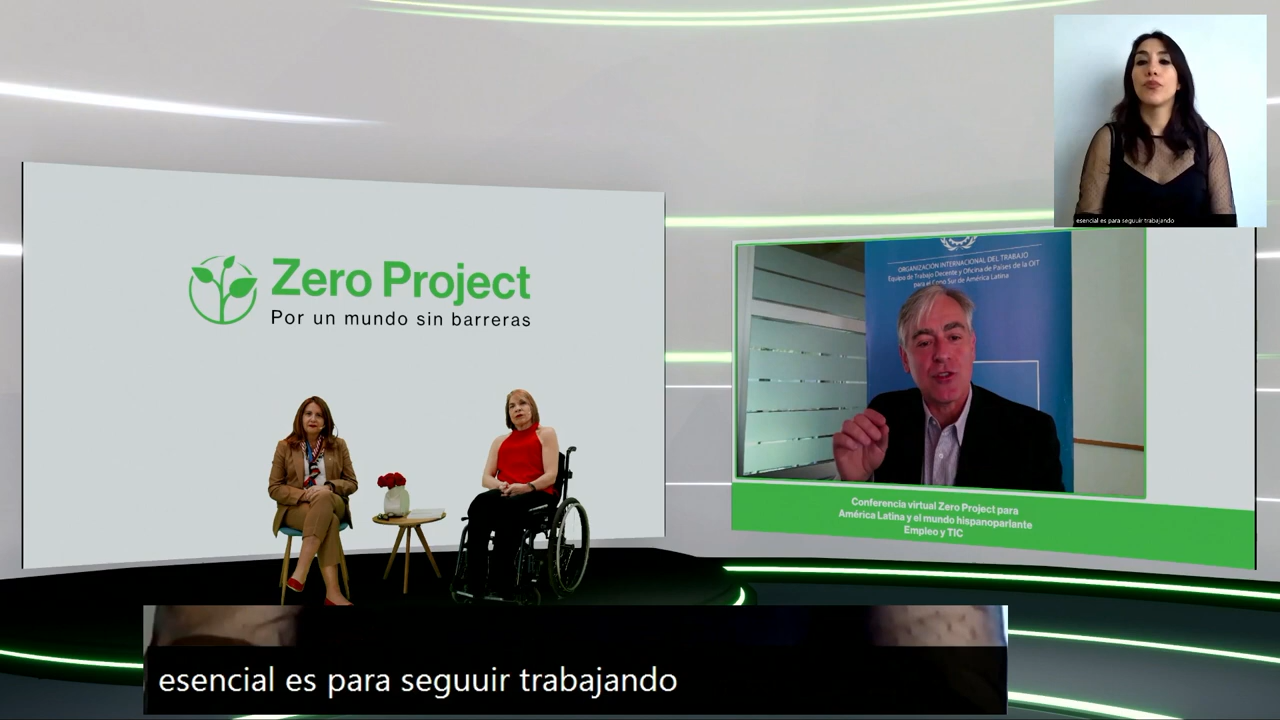 Zero Project
Por un mundo sin barreras
esencial es para seguuir trabajando
ORGANIZACIÓN INTERNACIONAL DEL TRABAJO
Equipo de Trabajo Decente y Oficina de Países de la OIT
para el Cono Sur de América Latina
Conferencia virtual Zero Project para
América Latina y el mundo hispanoparlante
Empleo y TIC
esencial es para seguuir trabajando